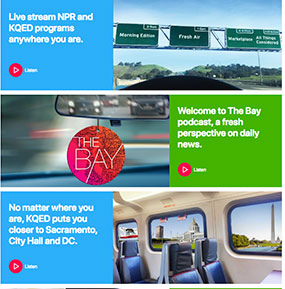 Live stream NPR and
KQED programs
anywhere you are.
Listen
Morning Edition
Fresh Air
Marketplace
All Things
Considered
THE
BAY
Welcome to The Bay
podcast, a fresh
perspective on daily
news.
Listen
No matter where you
are, KQED puts you
closer to Sacramento,
City Hall and DC.
Listen